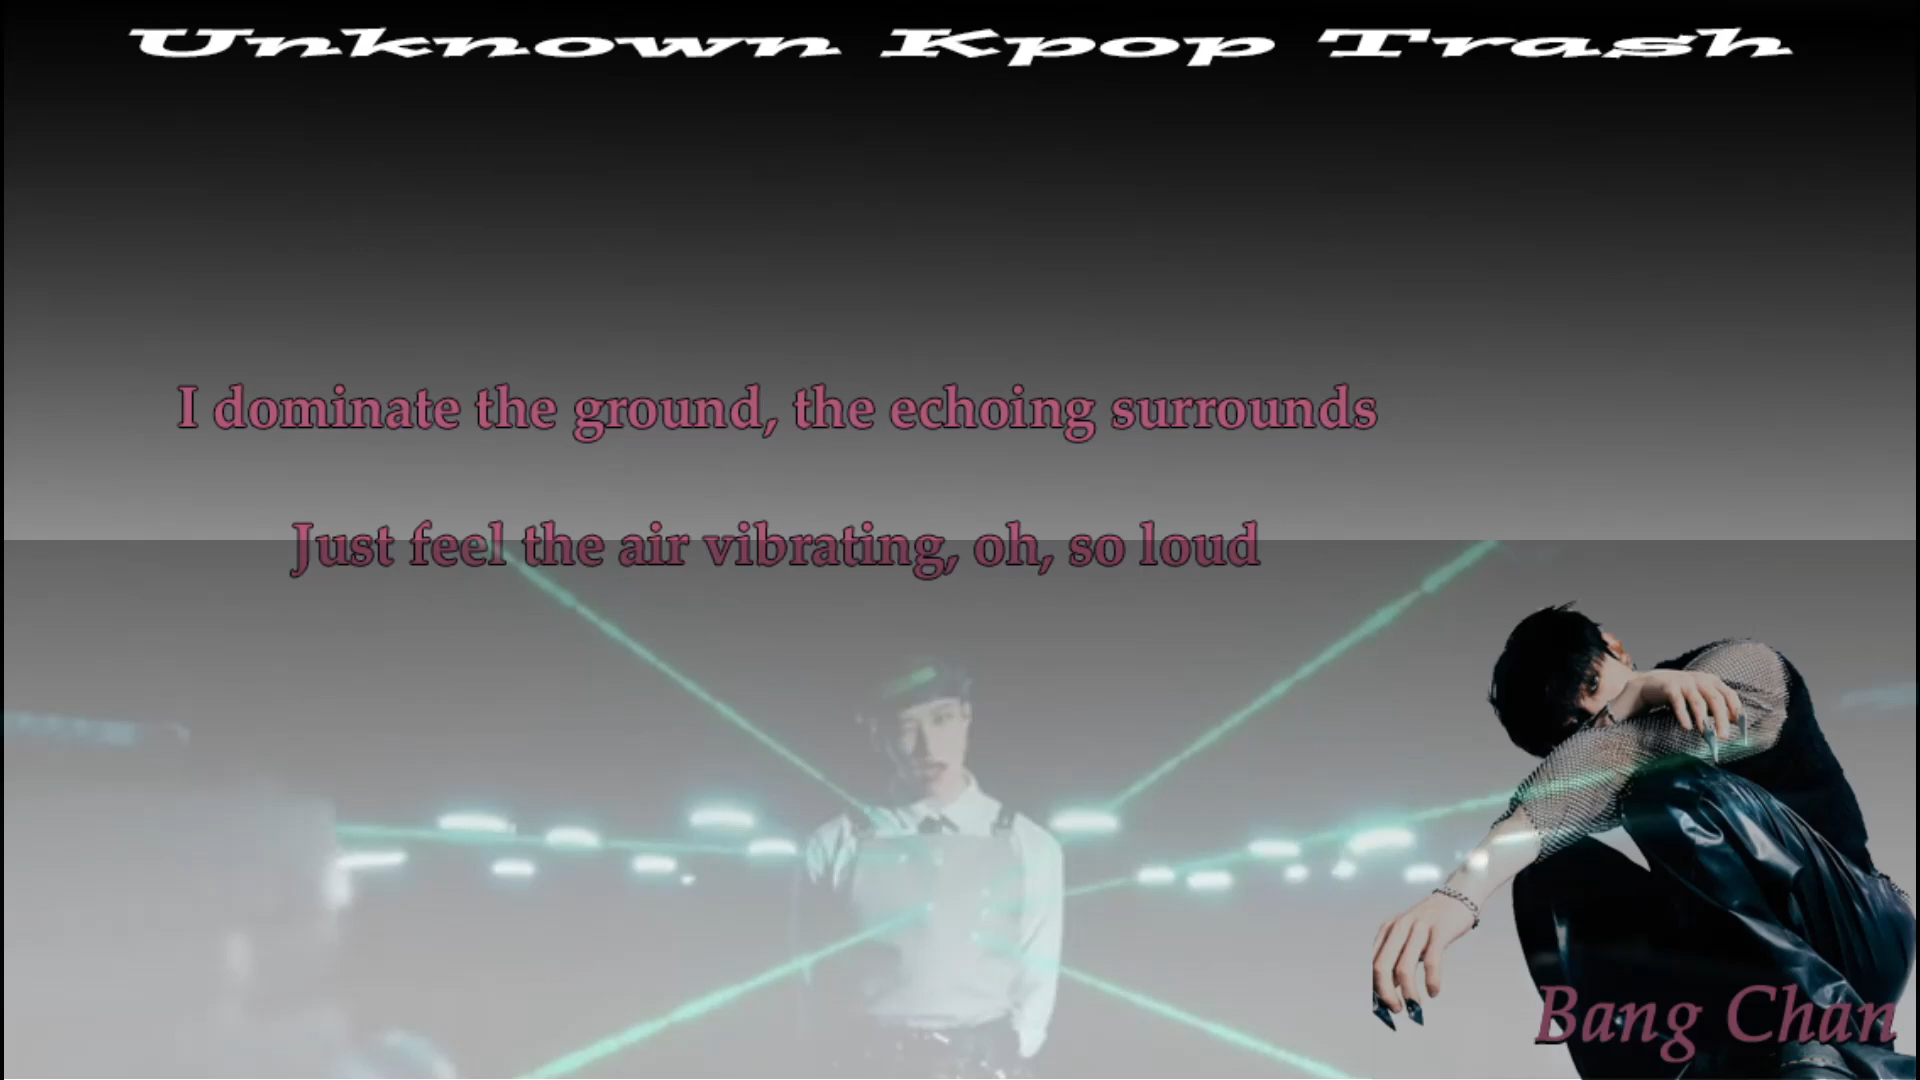 Unknown Kpop Trash
I dominate the ground, the echoing surrounds
Just feel the air vibrating, oh, so loud
Bang Chan